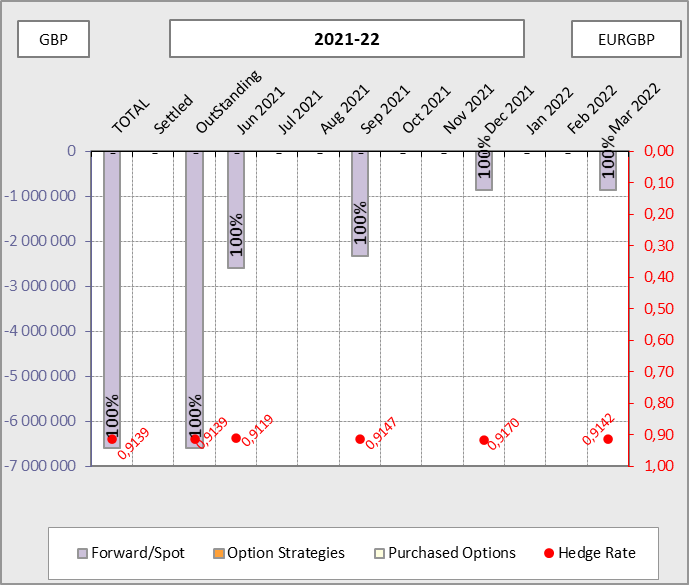 GBP
2021-22
EURGBP
TOTAL
Settled
OutStanding
Jun 2021
Jul 2021
Aug 2021
Sep 2021
Oct 2021
Nov 2021
Dec 2021
Jan 2022
Feb 2022
Mar 2022
0
-1 000 000
-2 000 000
-3 000 000
-4 000 000
-5 000 000
-6 000 000
-7 000 000
100%
100%
100%
100%
100%
100%
0,9139
0,9139
0,9119
0,9147
0,9170
0,9142
0,00
0,10
0,20
0,30
0,40
0,50
0,60
0,70
0,80
0,90
1,00
Forward/Spot
Option Strategies
Purchased Options
Hedge Rate